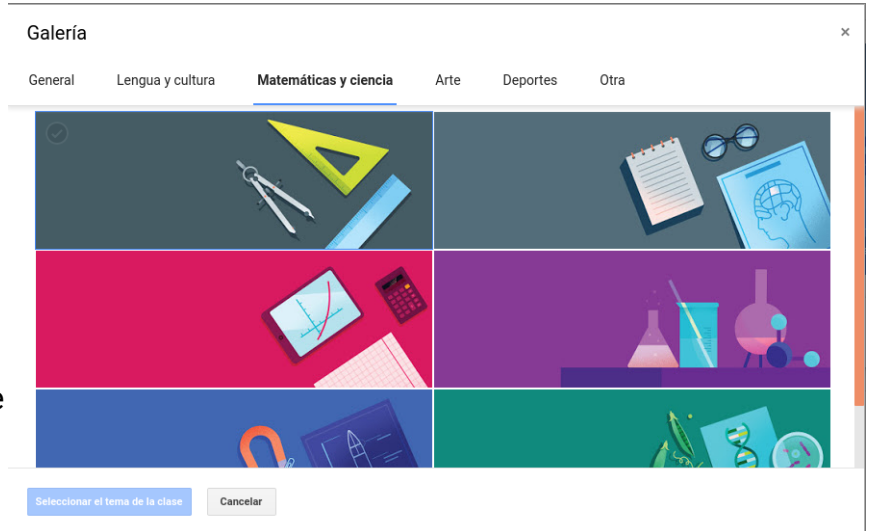 Galería ×
General Lengua y cultura Matemáticas y ciencia Arte Deportes Otra
e
Seleccionar el tema de la clase Cancelar